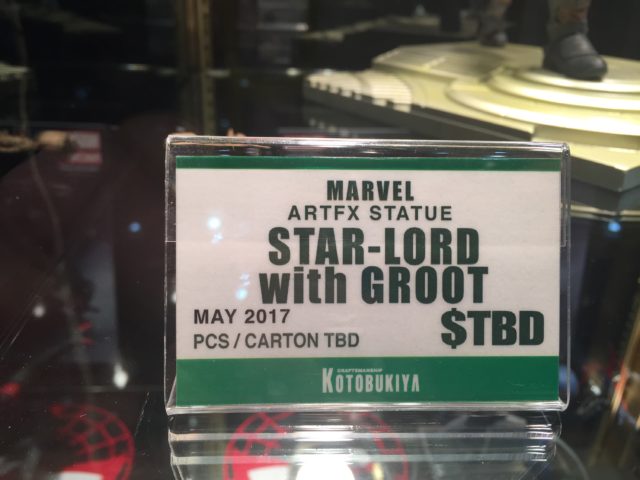 MARVEL
ARTFX STATUE
STAR-LORD
with GROOT
MAY 2017
$TBD
PCS / CARTON TBD
CRAFTSMANSHIP
KOTOBUKIYA